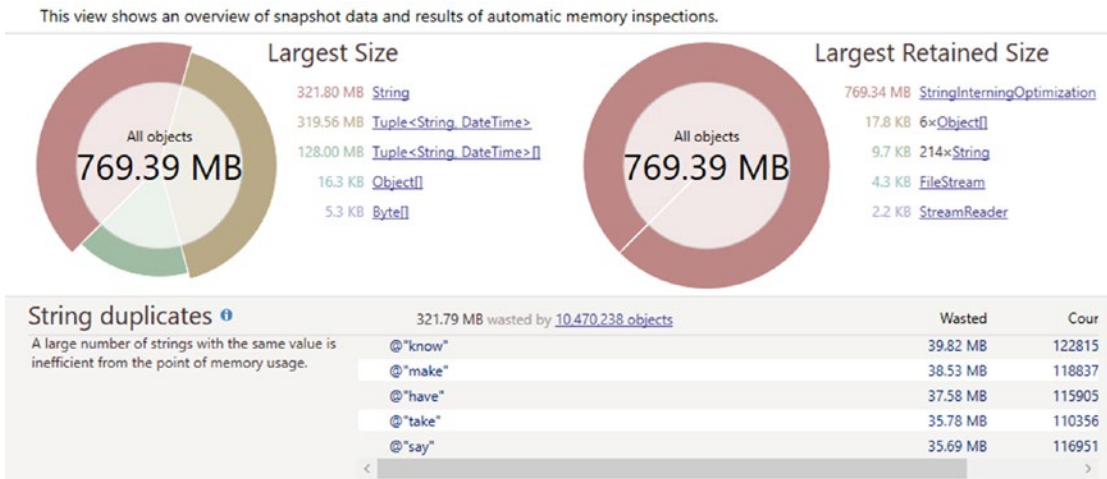 This view shows an overview of snapshot data and results of automatic memory inspections.
All objects
769.39 MB
Largest Size
321.80 MB String
319.56 MB Tuple<String, DateTime>
128.00 MB Tuple<String, DateTime>[]
16.3 KB Object[]
5.3 KB Byte[]
All objects
769.39 MB
Largest Retained Size
769.34 MB StringInterningOptimization
17.8 KB 6×Object[]
9.7 KB 214×String
4.3 KB FileStream
2.2 KB StreamReader
String duplicates
A large number of strings with the same value is
inefficient from the point of memory usage.
321.79 MB wasted by 10.470.238 objects Wasted Cour
@"know" 39.82 MB 122815
@"make" 38.53 MB 118837
@"have" 37.58 MB 115905
@"take" 35.78 MB 110356
@"say" 35.69 MB 116951